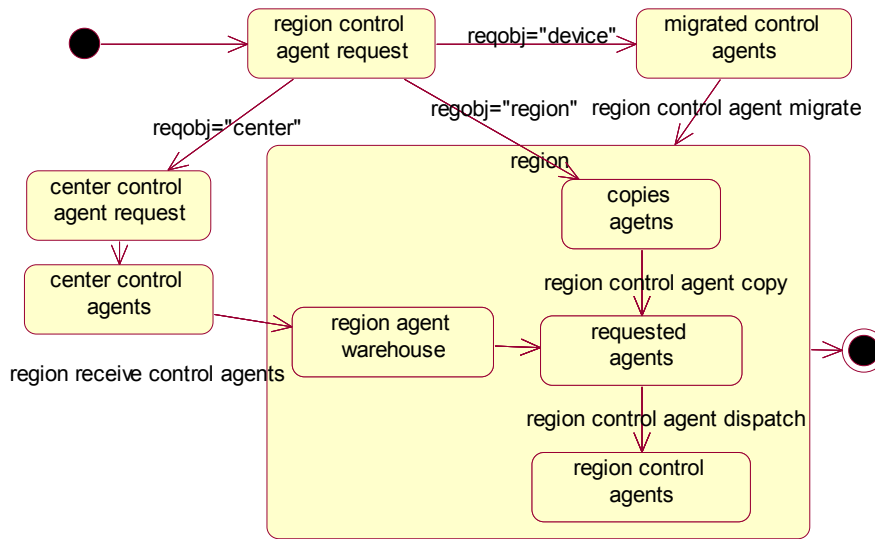 region control
agent request
reqobj="device"
migrated control
agents
region control agent migrate
reqobj="center"
reqobj="region"
region
center control
agent request
copies
agetns
center control
agents
region control agent copy
region agent
warehouse
requested
agents
region receive control agents
region control agent dispatch
region control
agents